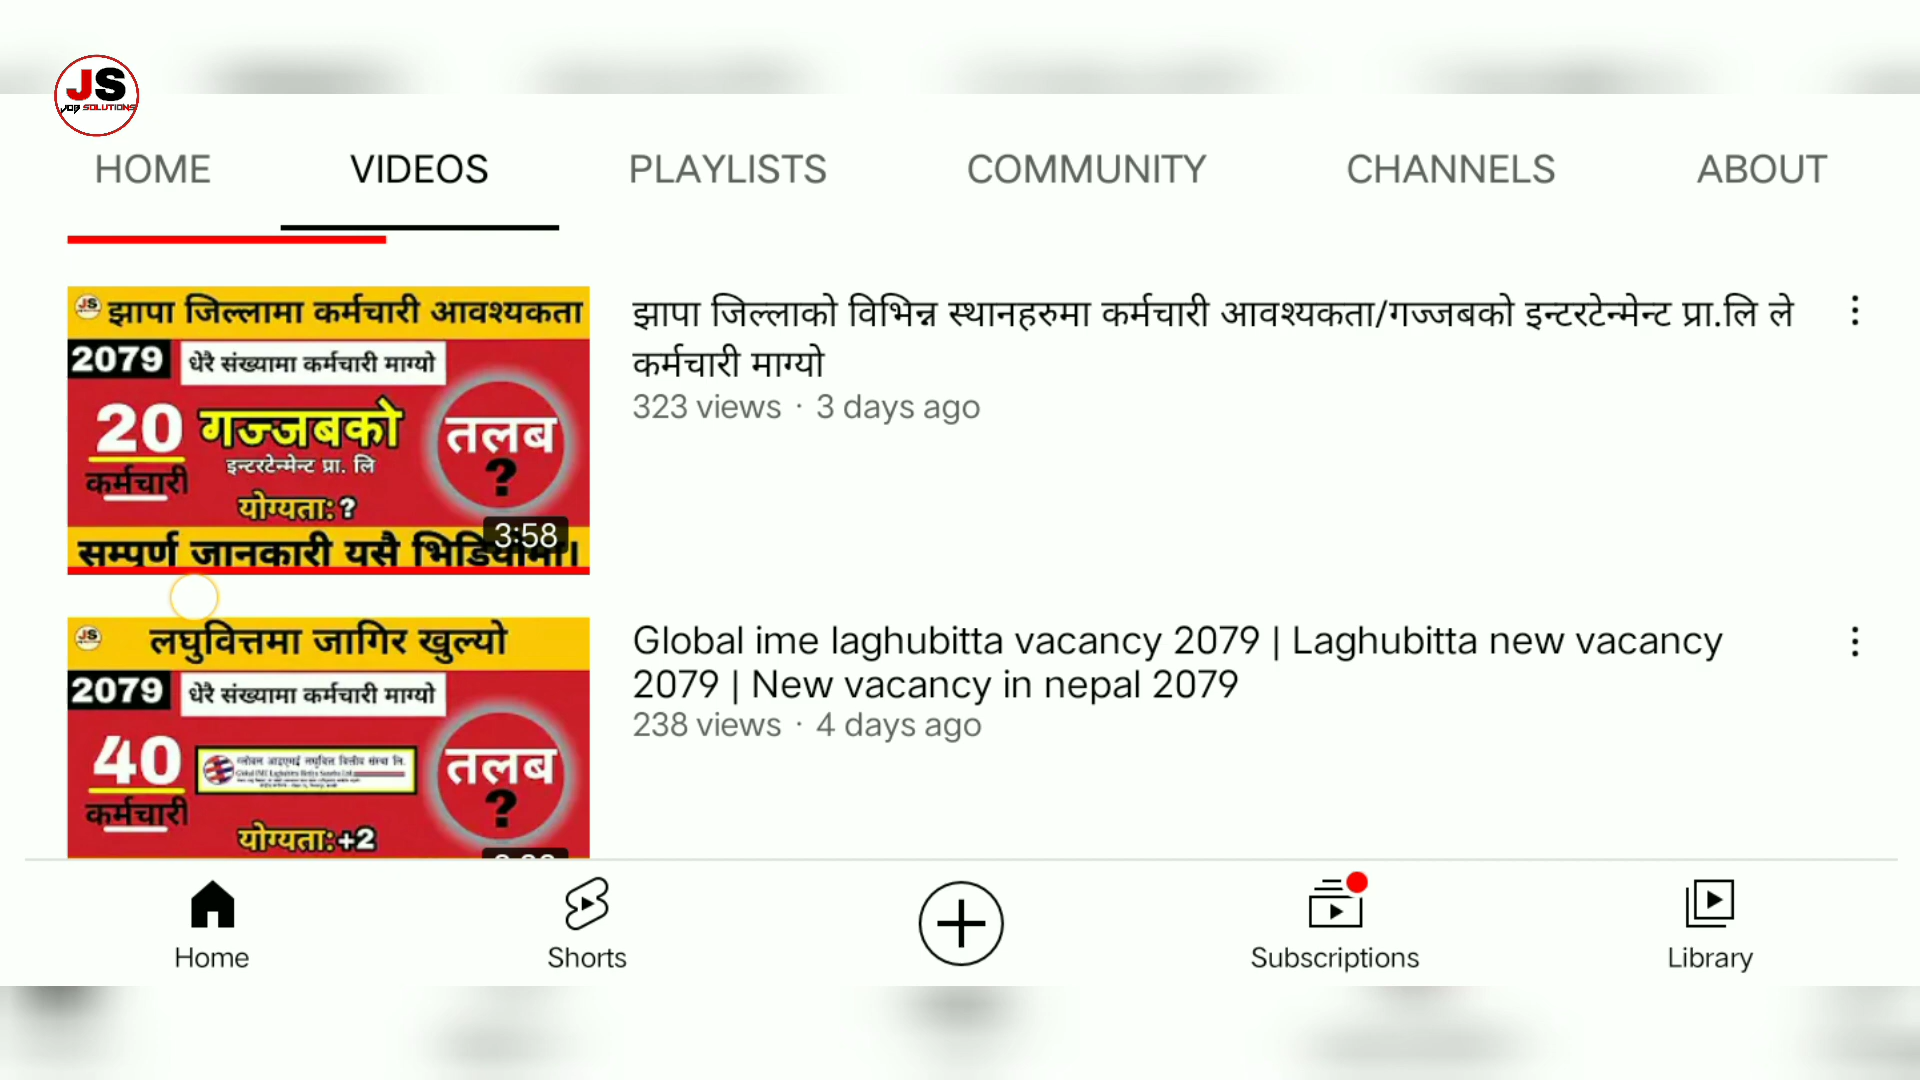 JS
JOB SOLUTIONS
HOME VIDEOS PLAYLISTS COMMUNITY CHANNELS ABOUT
JS झापा जिल्लामा कर्मचारी आवश्यकता
2079 धेरै संख्यामा कर्मचारी माग्यो
20 गज्जबको तलब
इन्टरटेन्मेन्ट प्रा. लि ?
कर्मचारी
योग्यता: ?
3:58
सम्पुर्ण जानकारी यसै भिडियोमा।
झापा जिल्लाको विभिन्न स्थानहरुमा कर्मचारी आवश्यकता/गज्जबको इन्टरटेन्मेन्ट प्रा.लि ले
कर्मचारी माग्यो
323 views · 3 days ago
JS लघुवित्तमा जागिर खुल्यो
2079 धेरै संख्यामा कर्मचारी माग्यो
40 तलब
कर्मचारी ?
योग्यता:+2
Global ime laghubitta vacancy 2079 | Laghubitta new vacancy
2079 | New vacancy in nepal 2079
238 views · 4 days ago
Home Shorts Subscriptions Library